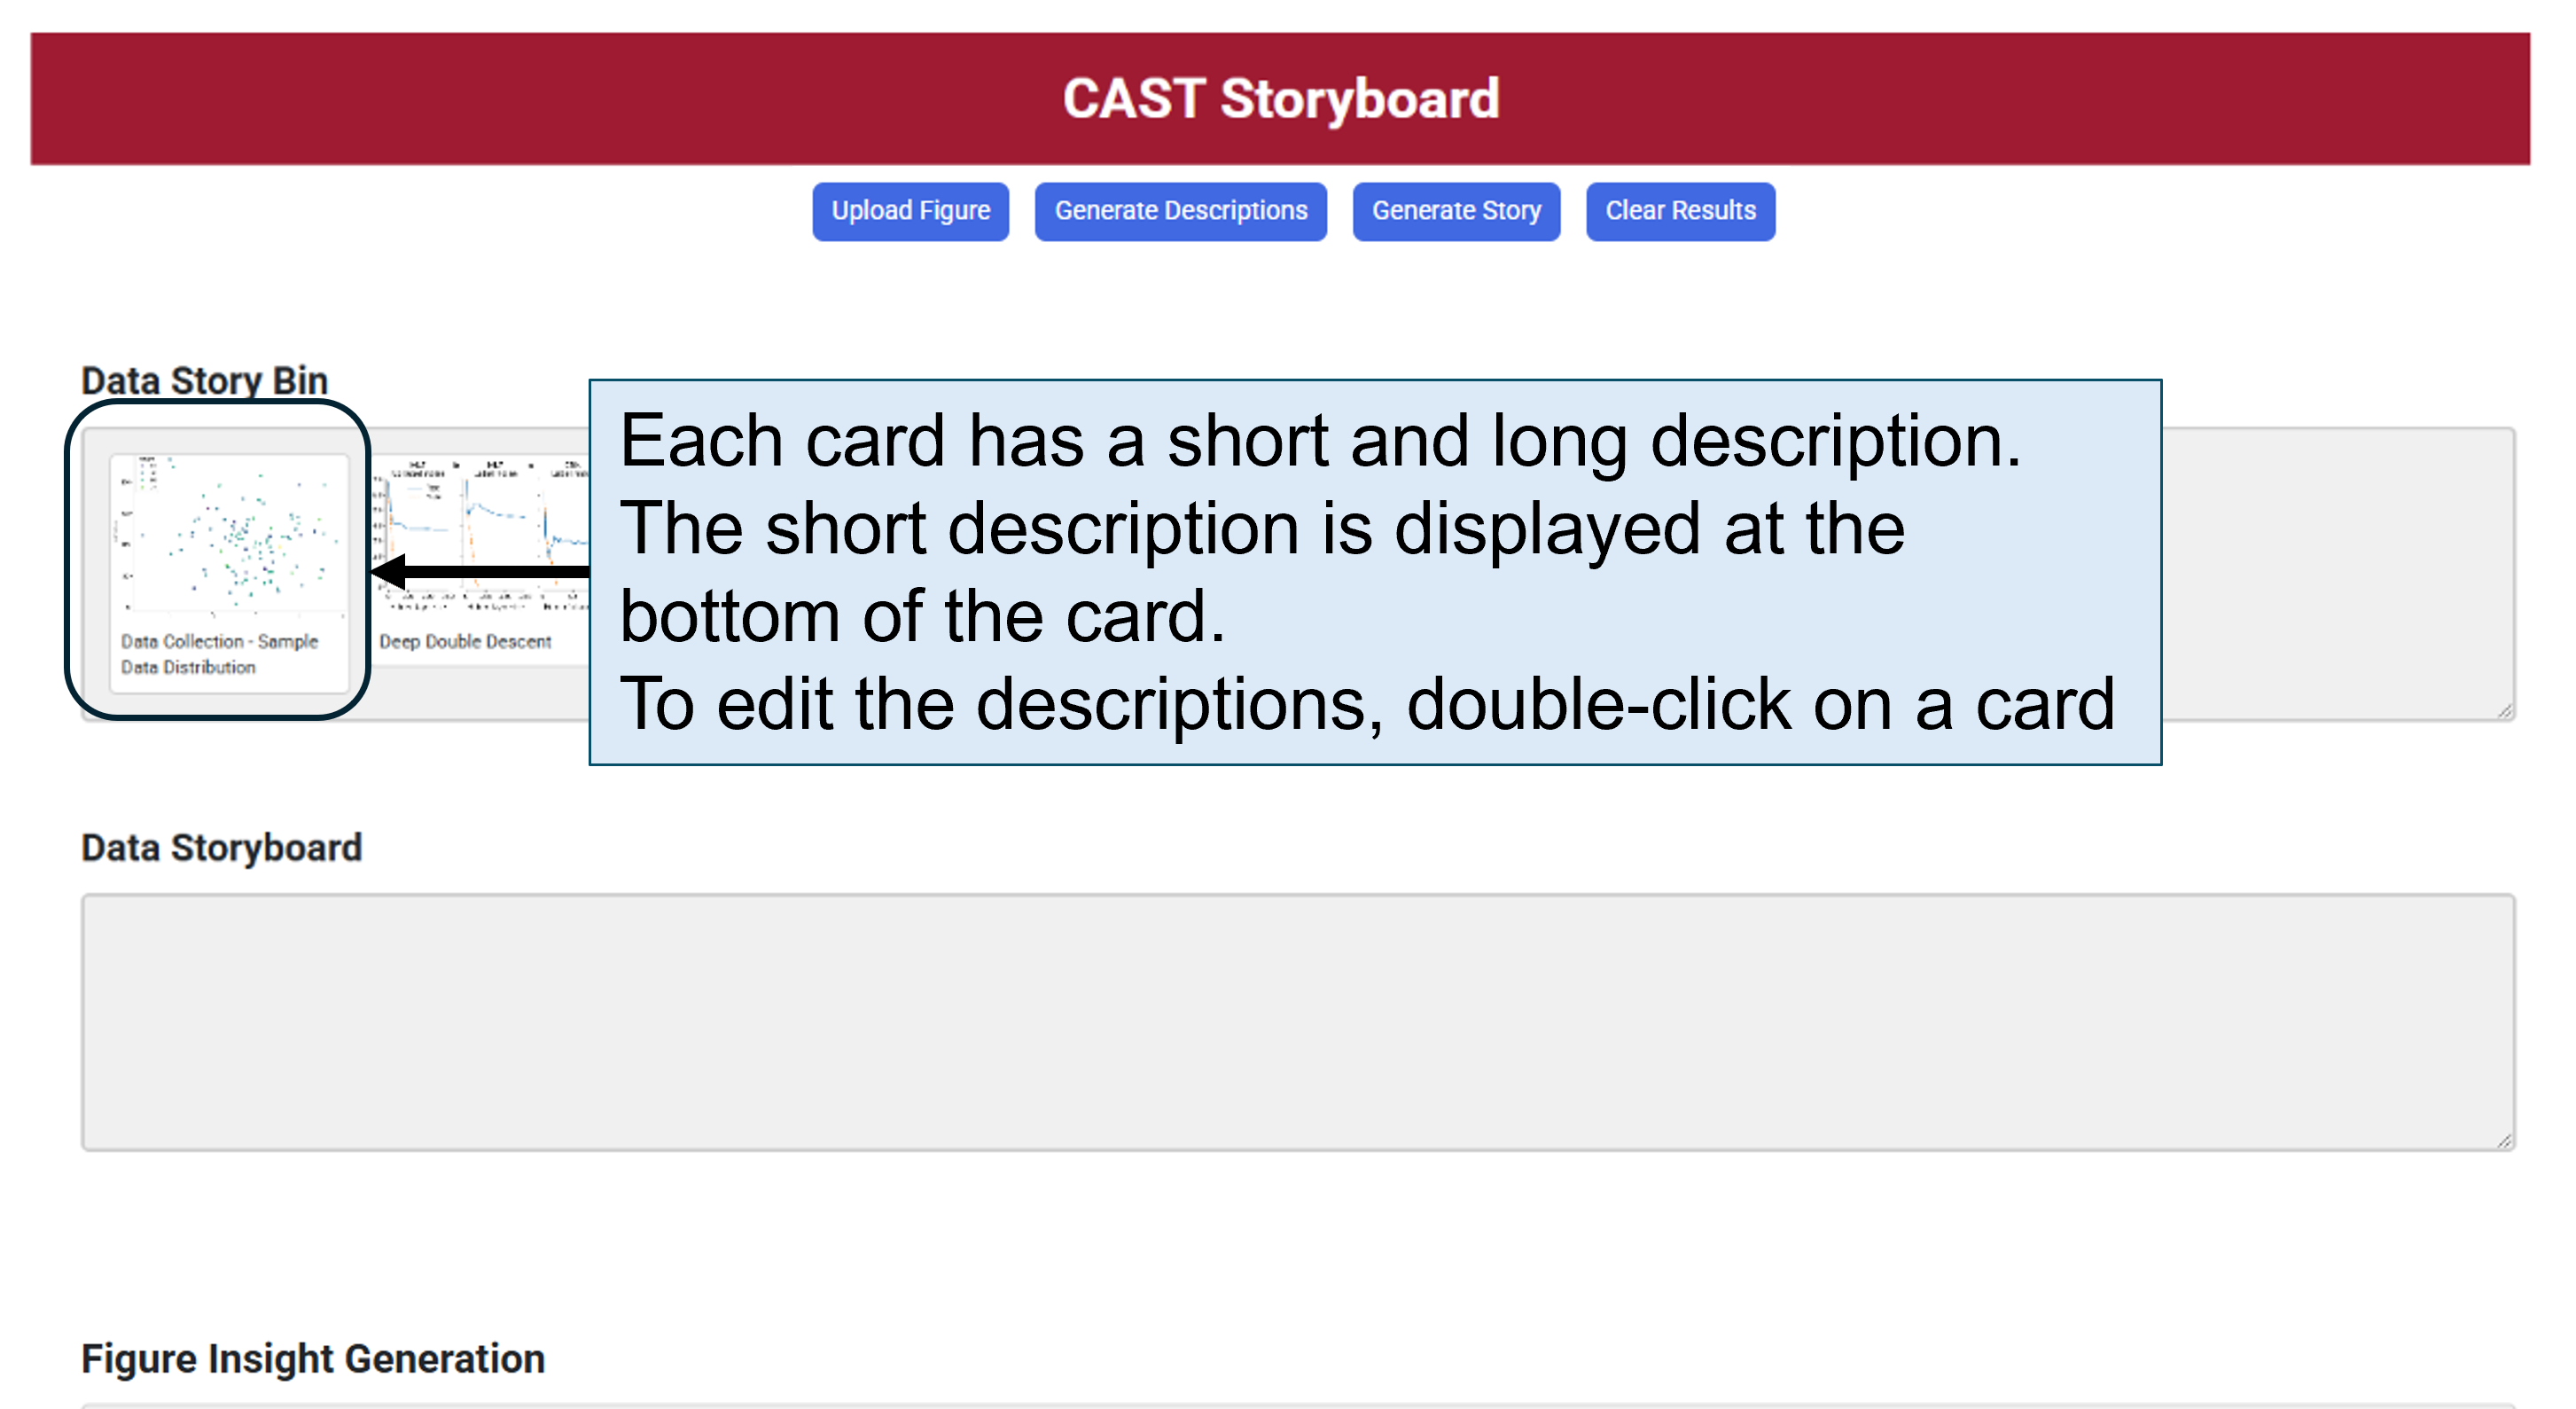 CAST Storyboard
Upload Figure
Generate Descriptions
Generate Story
Clear Results
Data Story Bin
Data Collection - Sample
Data Distribution
Deep Double Descent
Each card has a short and long description.
The short description is displayed at the
bottom of the card.
To edit the descriptions, double-click on a card
Data Storyboard
Figure Insight Generation